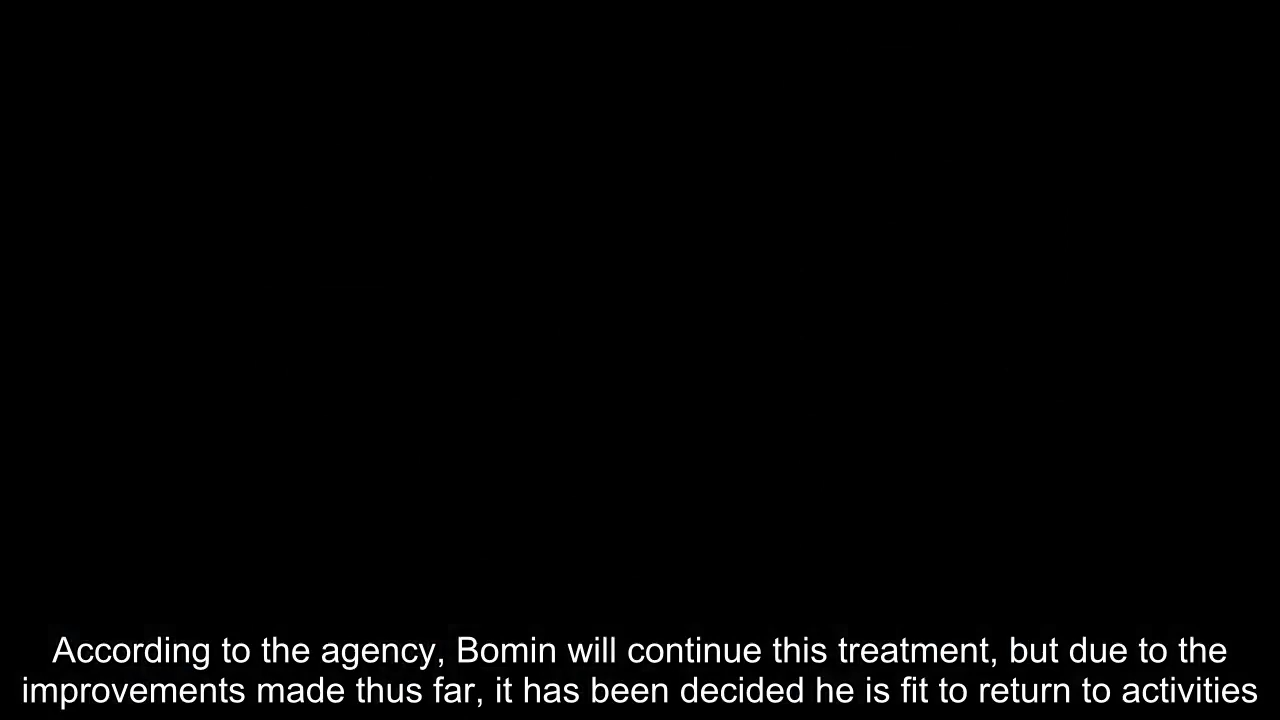 According to the agency, Bomin will continue this treatment, but due to the
improvements made thus far, it has been decided he is fit to return to activities